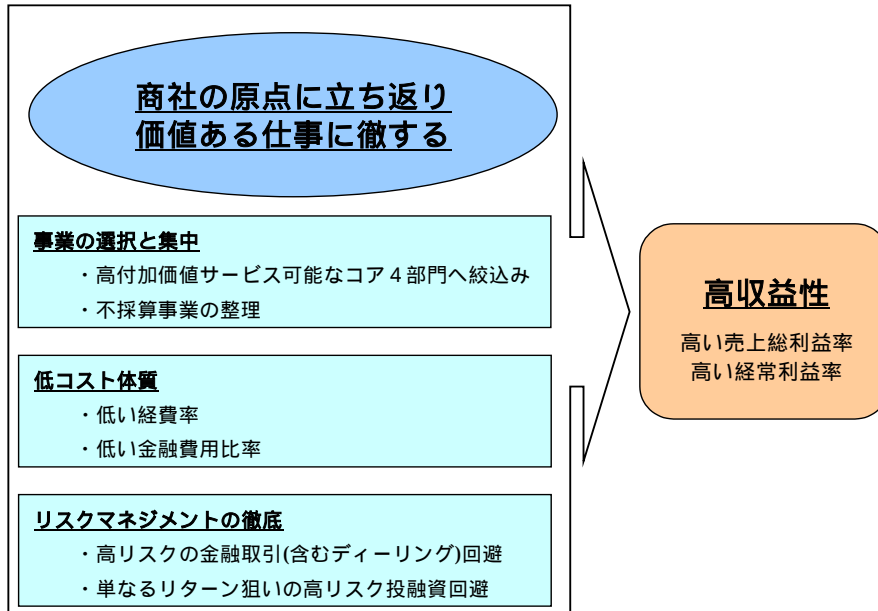 商社の原点に立ち返り
価値ある仕事に徹する
事業の選択と集中
・高付加価値サービス可能なコア４部門へ絞込み
・不採算事業の整理
低コスト体質
・低い経費率
・低い金融費用比率
リスクマネジメントの徹底
・高リスクの金融取引(含むディーリング)回避
・単なるリターン狙いの高リスク投融資回避
高収益性
高い売上総利益率
高い経常利益率